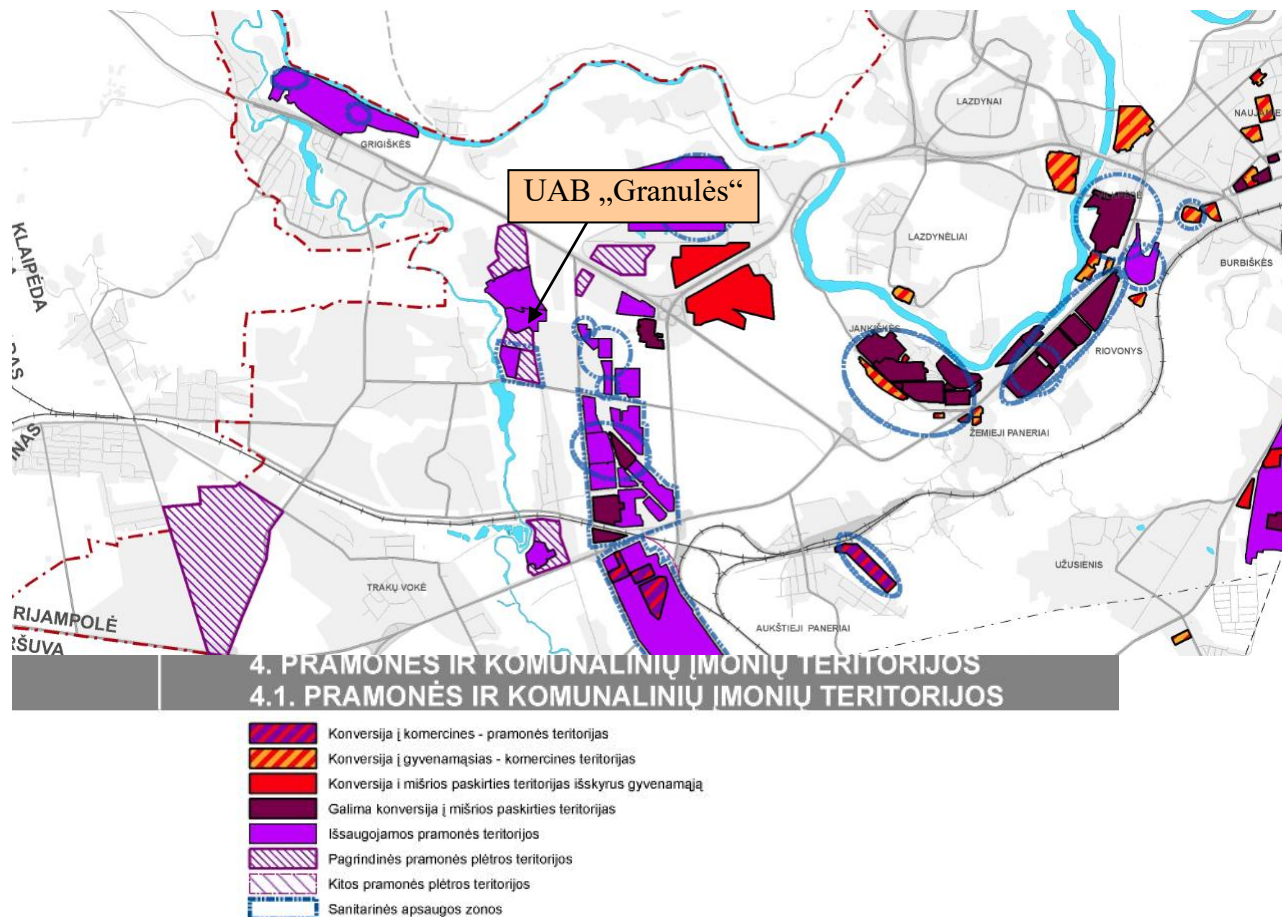 LAZDYNAI
GRIGIŠKĖS
UAB „Granulės“
KLAIPĖDA
LAZDYNĖLIAI
BURBIŠKĖS
JANKIŠKĖS
RIOVONYS
ŽEMIEJI PANERIAI
TRAKŲ VOKĖ
UŽUSIENIS
AUKŠTIEJI PANERIAI
RIJAMPOLĖ
RŠUVA
4. PRAMONĖS IR KOMUNALINIŲ ĮMONIŲ TERITORIJOS
4.1. PRAMONĖS IR KOMUNALINIŲ ĮMONIŲ TERITORIJOS
Konversija į komercines - pramonės teritorijas
Konversija į gyvenamąsias - komercines teritorijas
Konversija i mišrios paskirties teritorijas išskyrus gyvenamąją
Galima konversija į mišrios paskirties teritorijas
Išsaugojamos pramonės teritorijos
Pagrindinės pramonės plėtros teritorijos
Kitos pramonės plėtros teritorijos
Sanitarinės apsaugos zonos